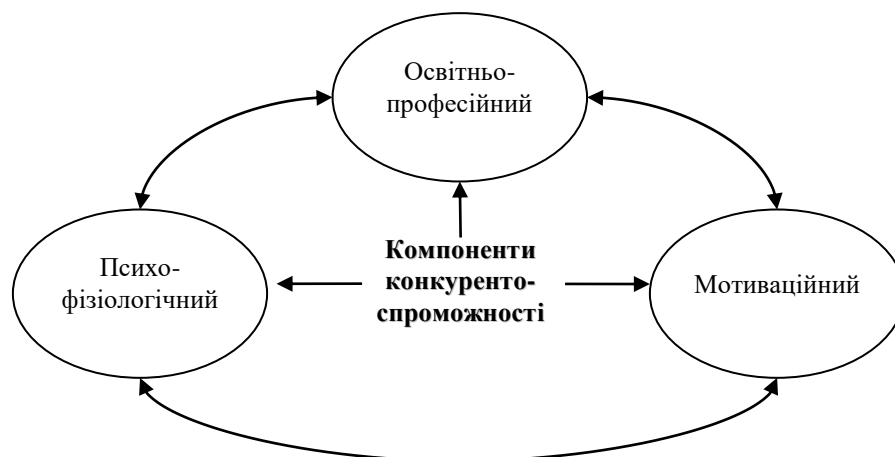 Освітньо-
професійний
Компоненти
конкуренто-
спроможності
Психо-
фізіологічний
Мотиваційний